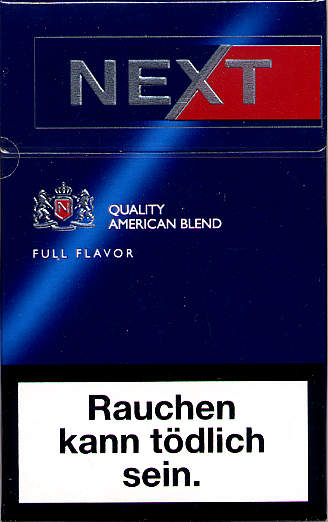 NEXT
N
QUALITY
AMERICAN BLEND
FULL FLAVOR
Rauchen
kann tödlich
sein.